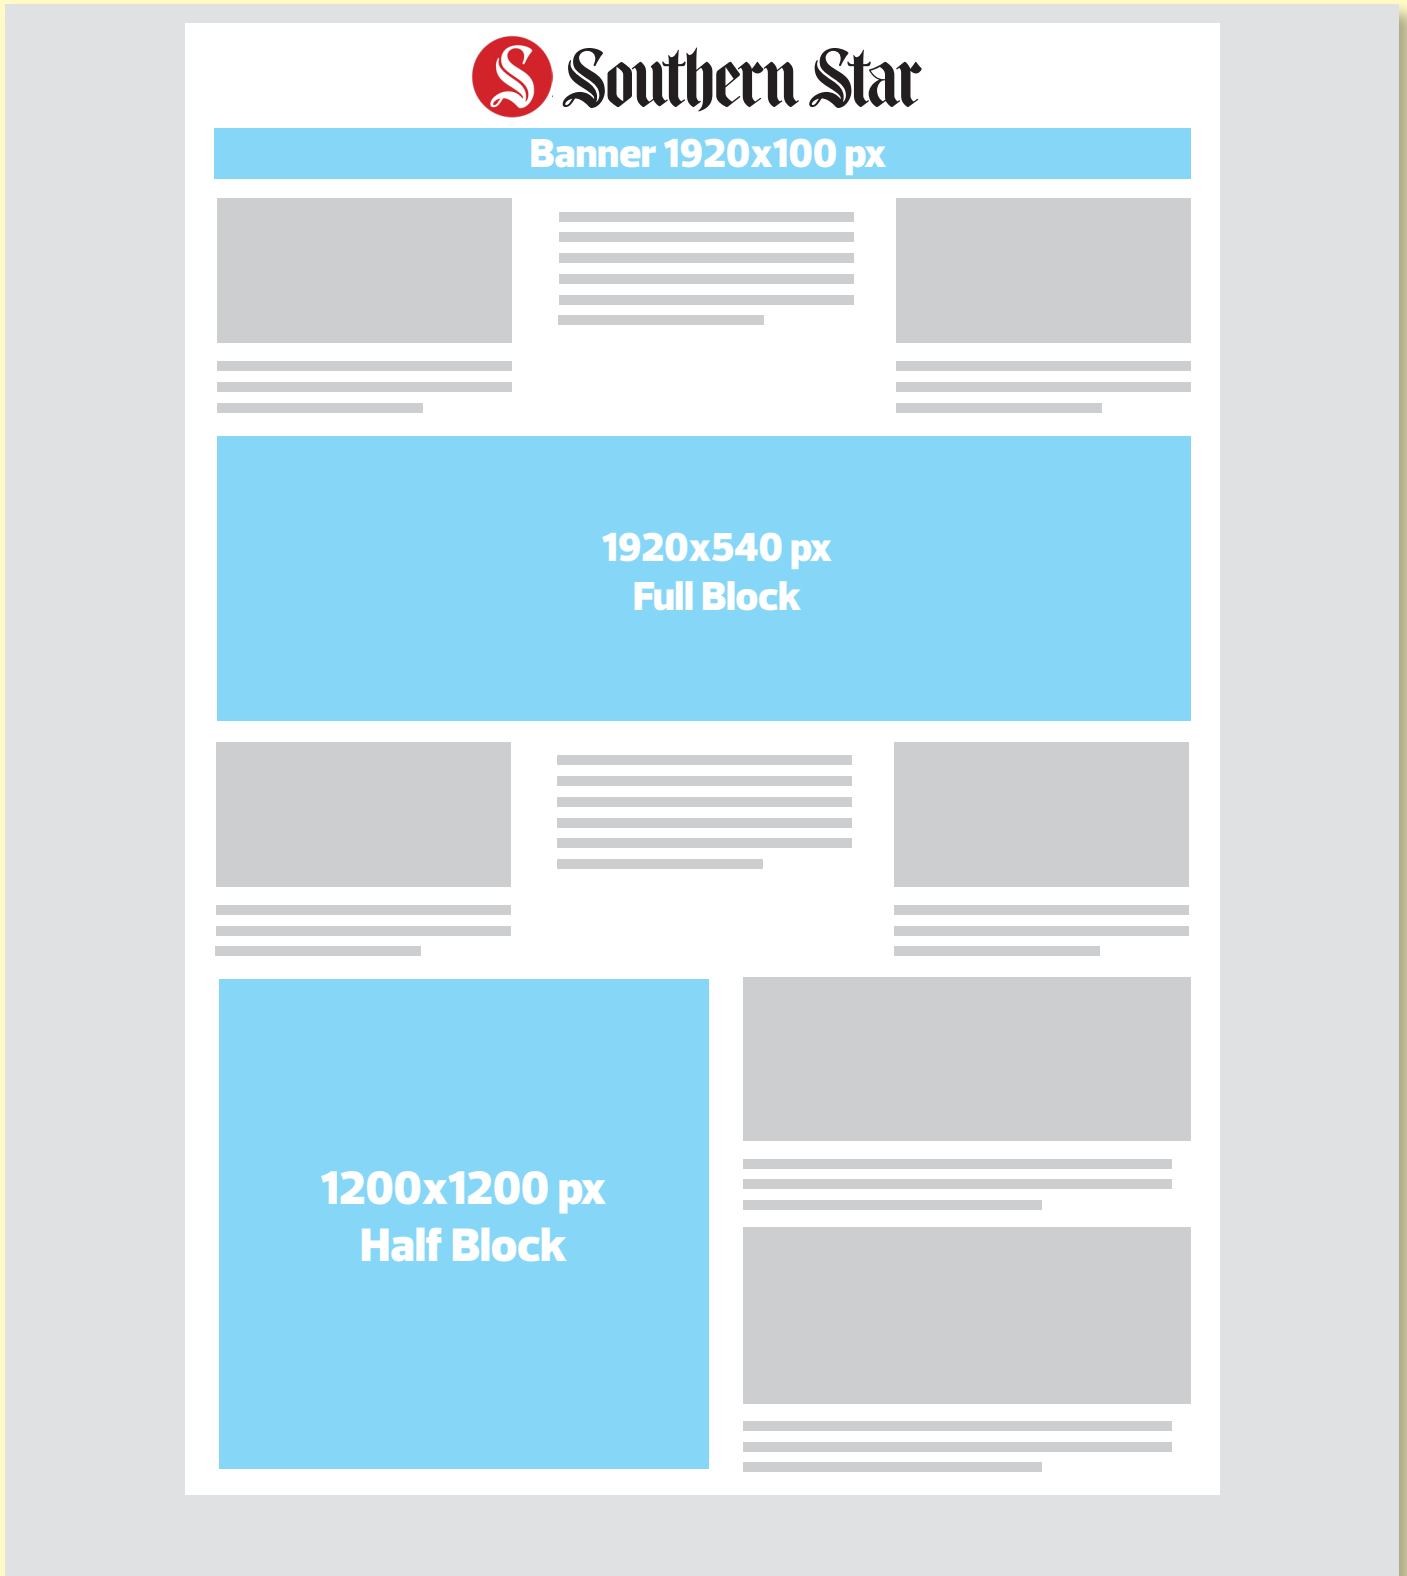 S Southern Star
Banner 1920x100 px
1920x540 px
Full Block
1200x1200 px
Half Block